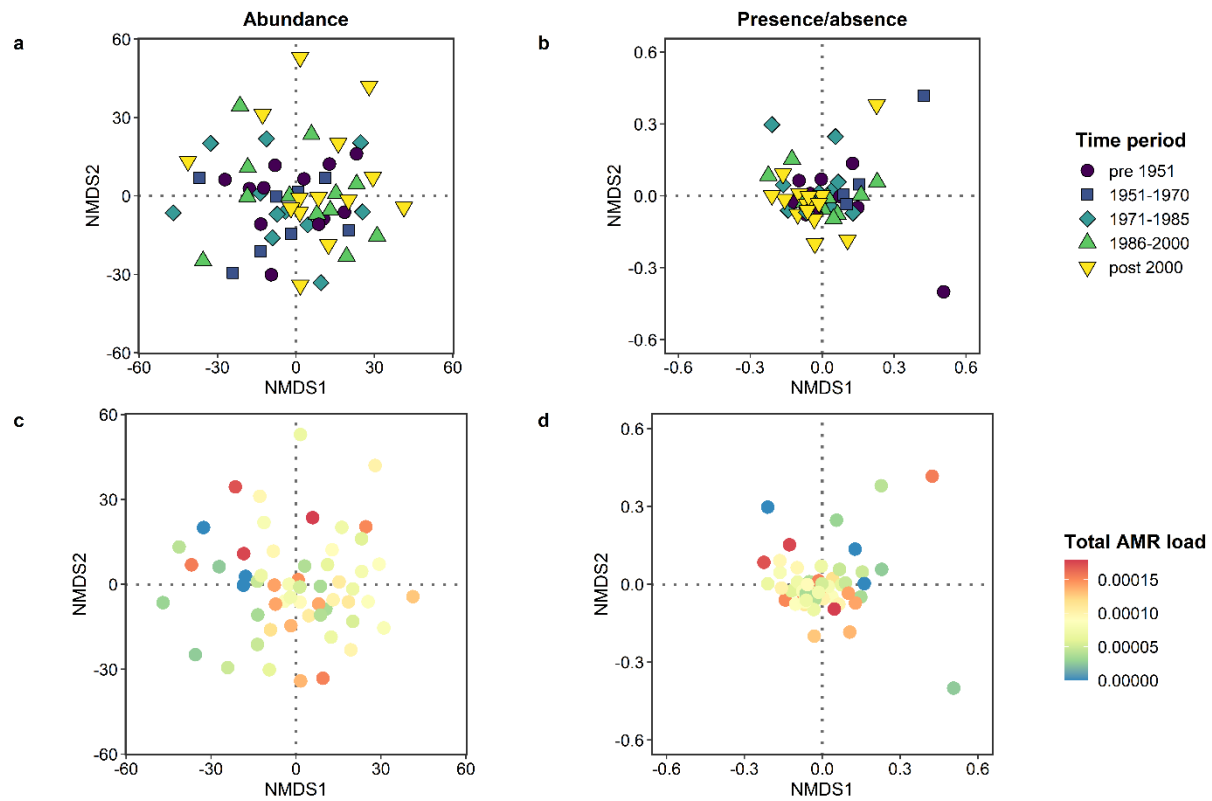 Abundance
Presence/absence
a
b
60
30
0
-30
-60
NMDS2
-60
-30
0
30
60
NMDS1
0.6
0.3
0.0
-0.3
-0.6
NMDS2
-0.6
-0.3
0.0
0.3
0.6
NMDS1
Time period
pre 1951
1951-1970
1971-1985
1986-2000
post 2000
c
d
60
30
0
-30
-60
NMDS2
-60
-30
0
30
60
NMDS1
0.6
0.3
0.0
-0.3
-0.6
NMDS2
-0.6
-0.3
0.0
0.3
0.6
NMDS1
Total AMR load
0.00015
0.00010
0.00005
0.00000